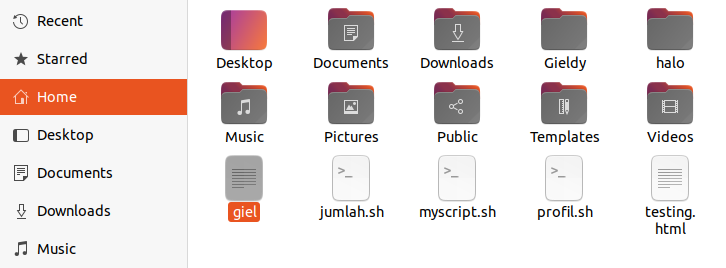 Recent
Starred
Home
Desktop
Documents
Downloads
Music
Desktop Documents Downloads Gieldy halo
Music Pictures Public Templates Videos
giel jumlah.sh myscript.sh profil.sh testing.
html